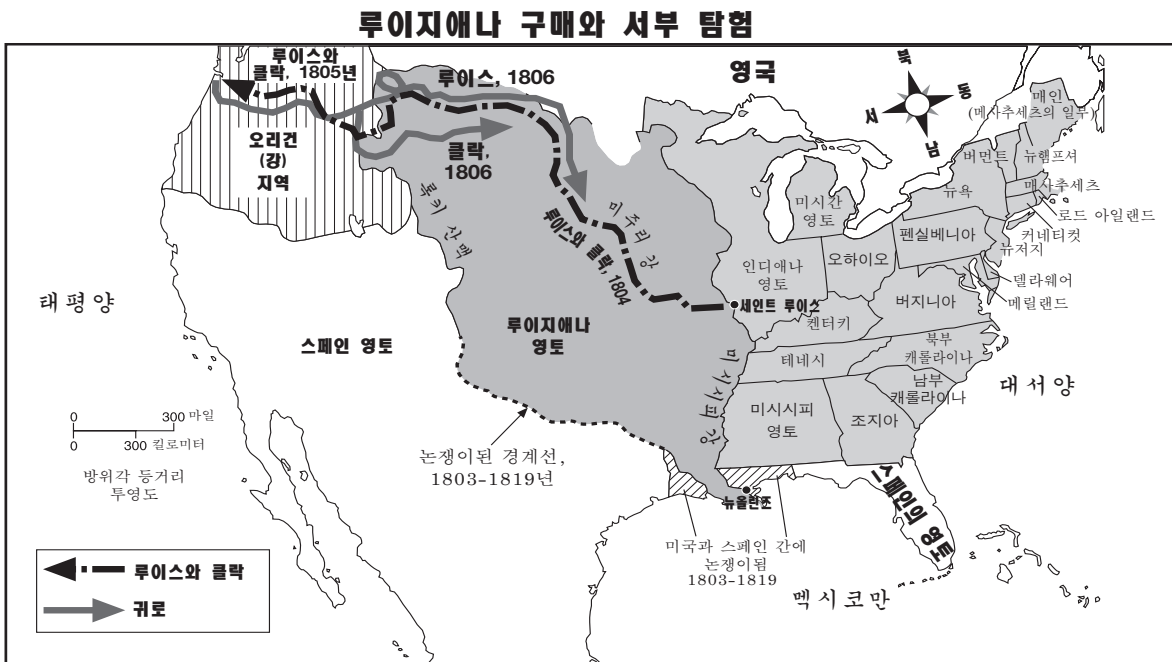 루이지애나 구매와 서부 탐험
루이스와
클락, 1805년
루이스, 1806
영국
북
동
서
남
매인
(메사추세츠의 일부)
오리건
(강)
지역
클락,
1806
버먼트
뉴햄프셔
뉴욕
매사추세츠
로드 아일랜드
커네티컷
뉴저지
펜실베니아
미시간
영토
록키 산맥
미주리 강
루이스와 클락, 1804
인디애나
영토
오하이오
델라웨어
메릴랜드
버지니아
태평양
세인트 루이스
켄터키
스페인 영토
루이지애나
영토
미시시피강
테네시
북부
캐롤라이나
남부
캐롤라이나
대서양
미시시피
영토
조지아
0 300 마일
0 300 킬로미터
방위각 등거리
투영도
논쟁이된 경계선,
1803-1819년
뉴올린즈
스페인의 영토
미국과 스페인 간에
논쟁이됨
1803-1819
멕시코만
루이스와 클락
귀로